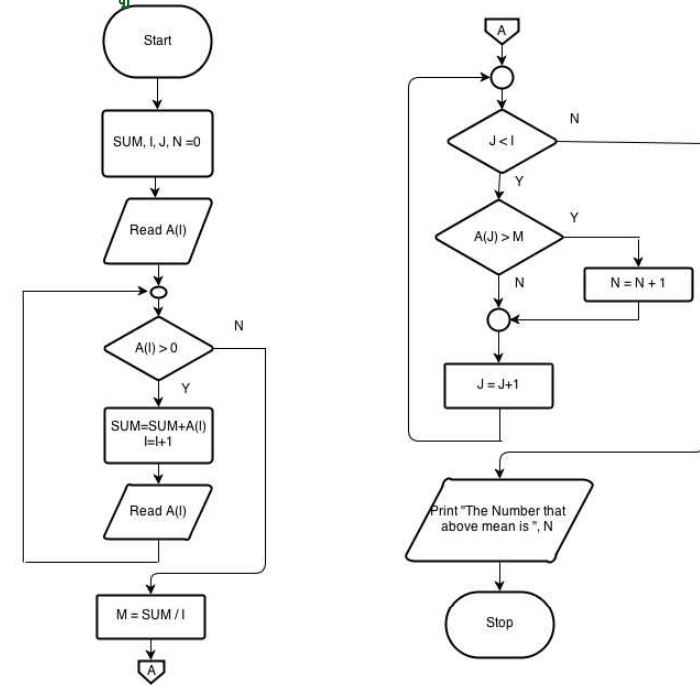 Start
SUM, I, J, N =0
Read A(I)
A(I) > 0
N
Y
SUM=SUM+A(I)
I=I+1
Read A(I)
M = SUM / I
A
A
J < I
N
Y
A(J) > M
Y
N
N = N + 1
J = J+1
Print "The Number that
above mean is ", N
Stop